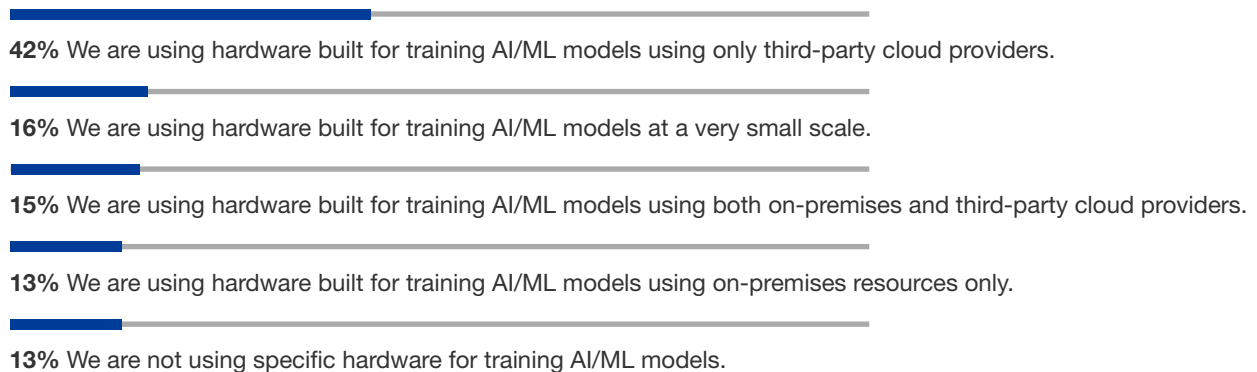 42% We are using hardware built for training AI/ML models using only third-party cloud providers.
16% We are using hardware built for training AI/ML models at a very small scale.
15% We are using hardware built for training AI/ML models using both on-premises and third-party cloud providers.
13% We are using hardware built for training AI/ML models using on-premises resources only.
13% We are not using specific hardware for training AI/ML models.